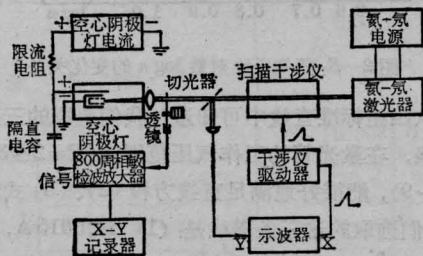 空心阴极
灯电流
限流
电阻
隔直
电容
空心
阴极灯
透镜
切光器
扫描干涉仪
氦-氖
电源
氦-氖
激光器
800周相敏
检波放大器
信号
X-Y
记录器
干涉仪
驱动器
Y
示波器
X